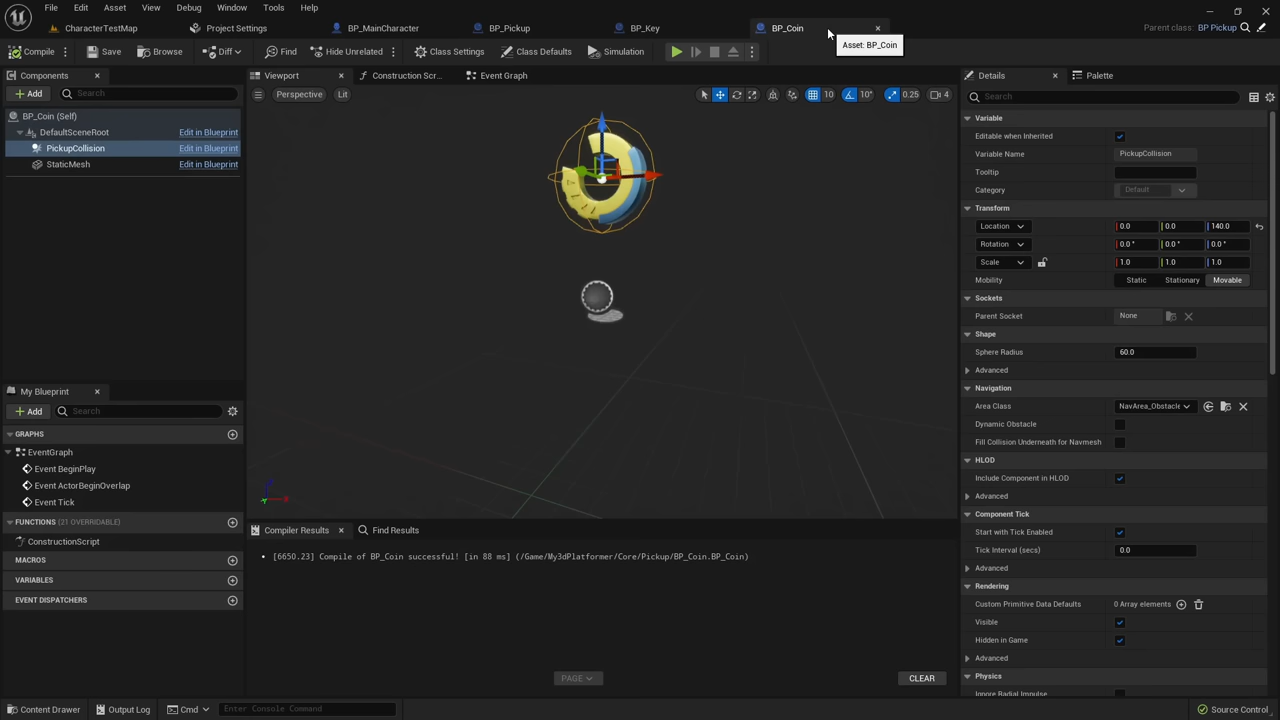 File Edit Asset View Debug Window Tools Help
CharacterTestMap Project Settings BP_MainCharacter BP_Pickup BP_Key BP_Coin
Parent class: BP Pickup
Asset: BP_Coin
Compile Save Browse Diff Find Hide Unrelated Class Settings Class Defaults Simulation
Components
Add Search
BP_Coin (Self)
DefaultSceneRoot Edit in Blueprint
PickupCollision Edit in Blueprint
StaticMesh Edit in Blueprint
My Blueprint
Add Search
GRAPHS
EventGraph
Event BeginPlay
Event ActorBeginOverlap
Event Tick
FUNCTIONS (21 OVERRIDABLE)
ConstructionScript
MACROS
VARIABLES
EVENT DISPATCHERS
Viewport Construction Scr... Event Graph
Perspective Lit 10 10° 0.25 4
Compiler Results Find Results
[6650.23] Compile of BP_Coin successful! [in 88 ms] (/Game/My3dPlatformer/Core/Pickup/BP_Coin.BP_Coin)
PAGE CLEAR
Details Palette
Search
Variable
Editable when Inherited
Variable Name PickupCollision
Tooltip
Category Default
Transform
Location 0.0 0.0 140.0
Rotation 0.0° 0.0° 0.0°
Scale 1.0 1.0 1.0
Mobility Static Stationary Movable
Sockets
Parent Socket None
Shape
Sphere Radius 60.0
Advanced
Navigation
Area Class NavArea_Obstacle
Dynamic Obstacle
Fill Collision Underneath for Navmesh
HLOD
Include Component in HLOD
Advanced
Component Tick
Start with Tick Enabled
Tick Interval (secs) 0.0
Advanced
Rendering
Custom Primitive Data Defaults 0 Array elements
Visible
Hidden in Game
Advanced
Physics
Ignore Radial Impulse
Content Drawer Output Log Cmd Enter Console Command Source Control